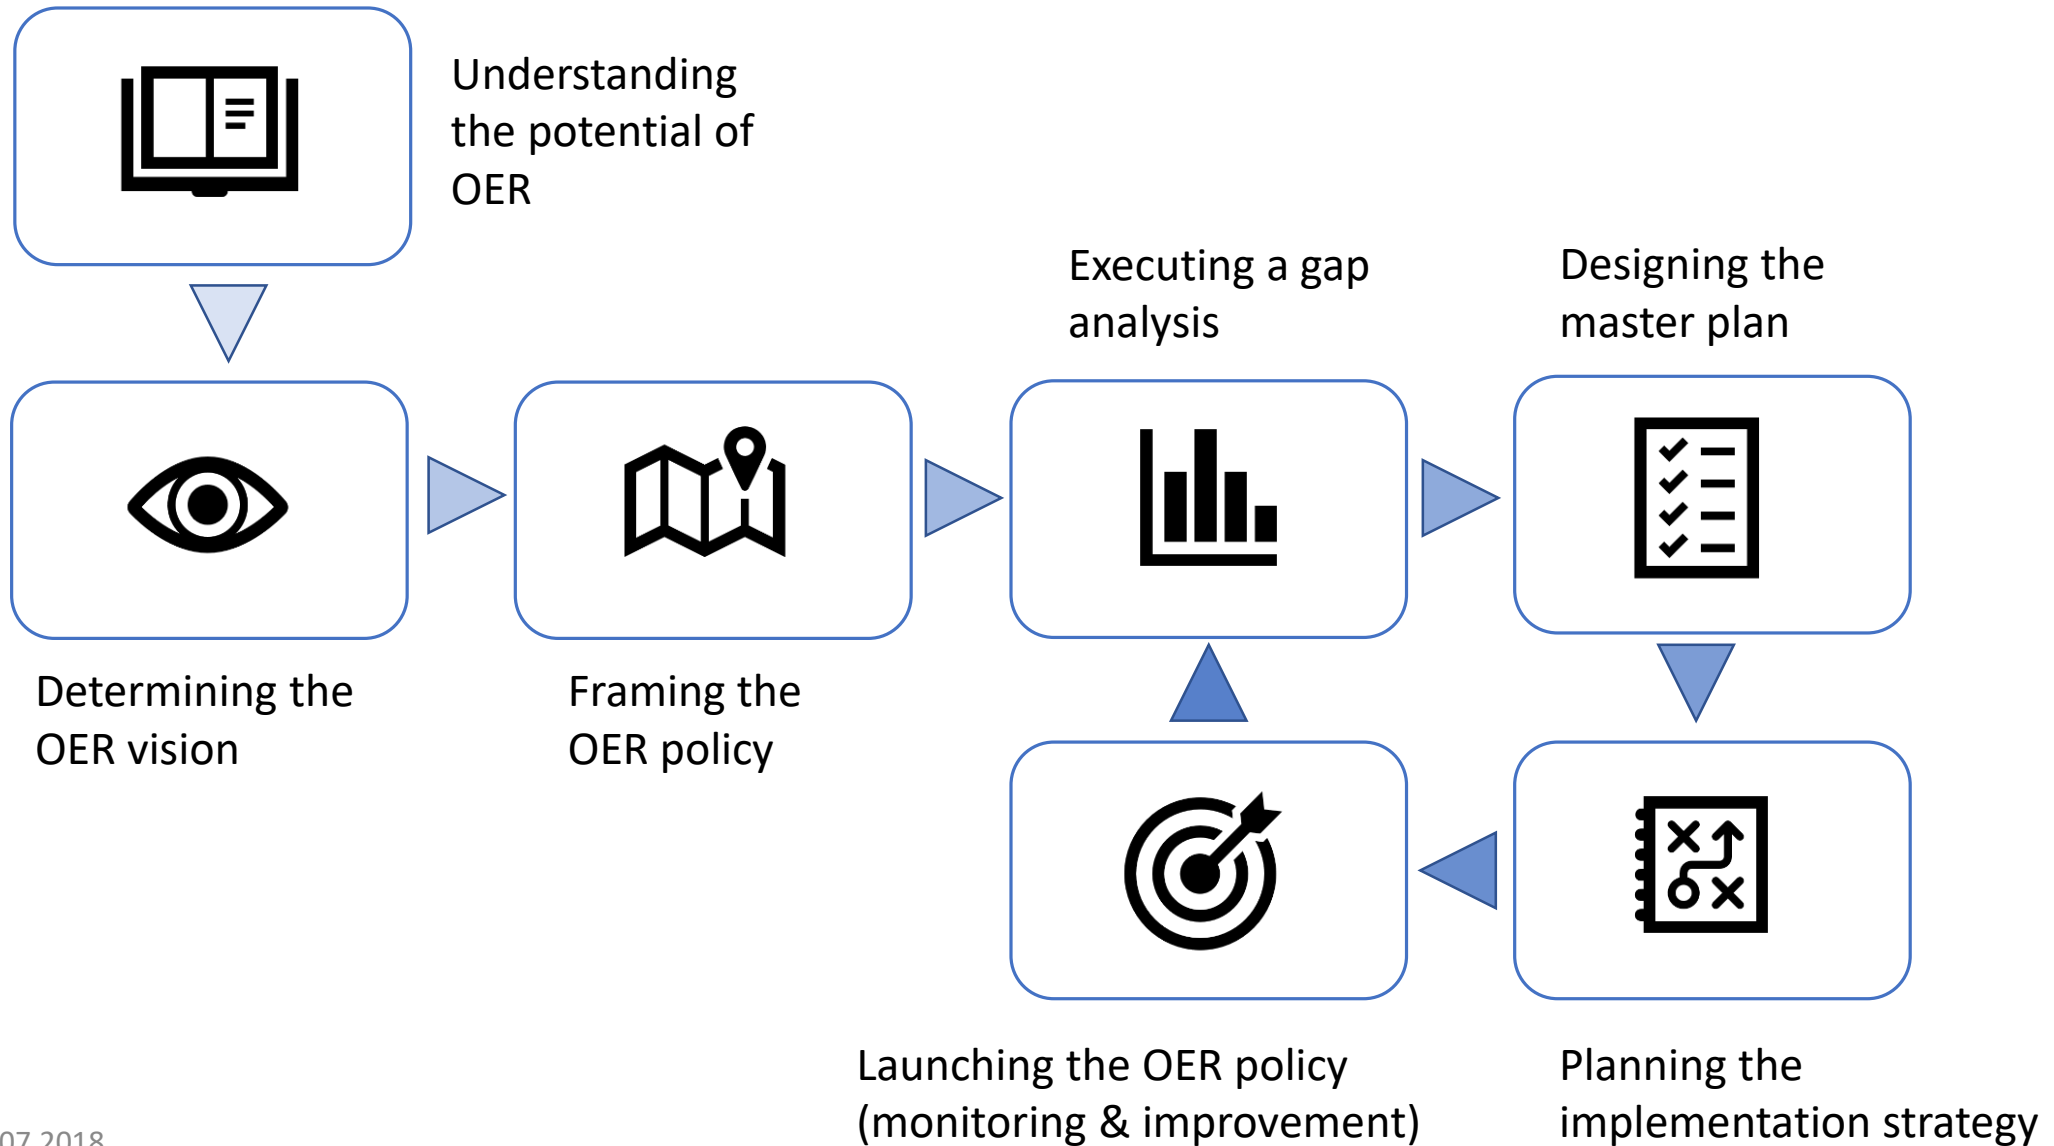 Understanding
the potential of
OER
Executing a gap
analysis
Designing the
master plan
Determining the
OER vision
Framing the
OER policy
Launching the OER policy
(monitoring & improvement)
Planning the
implementation strategy
07.2018